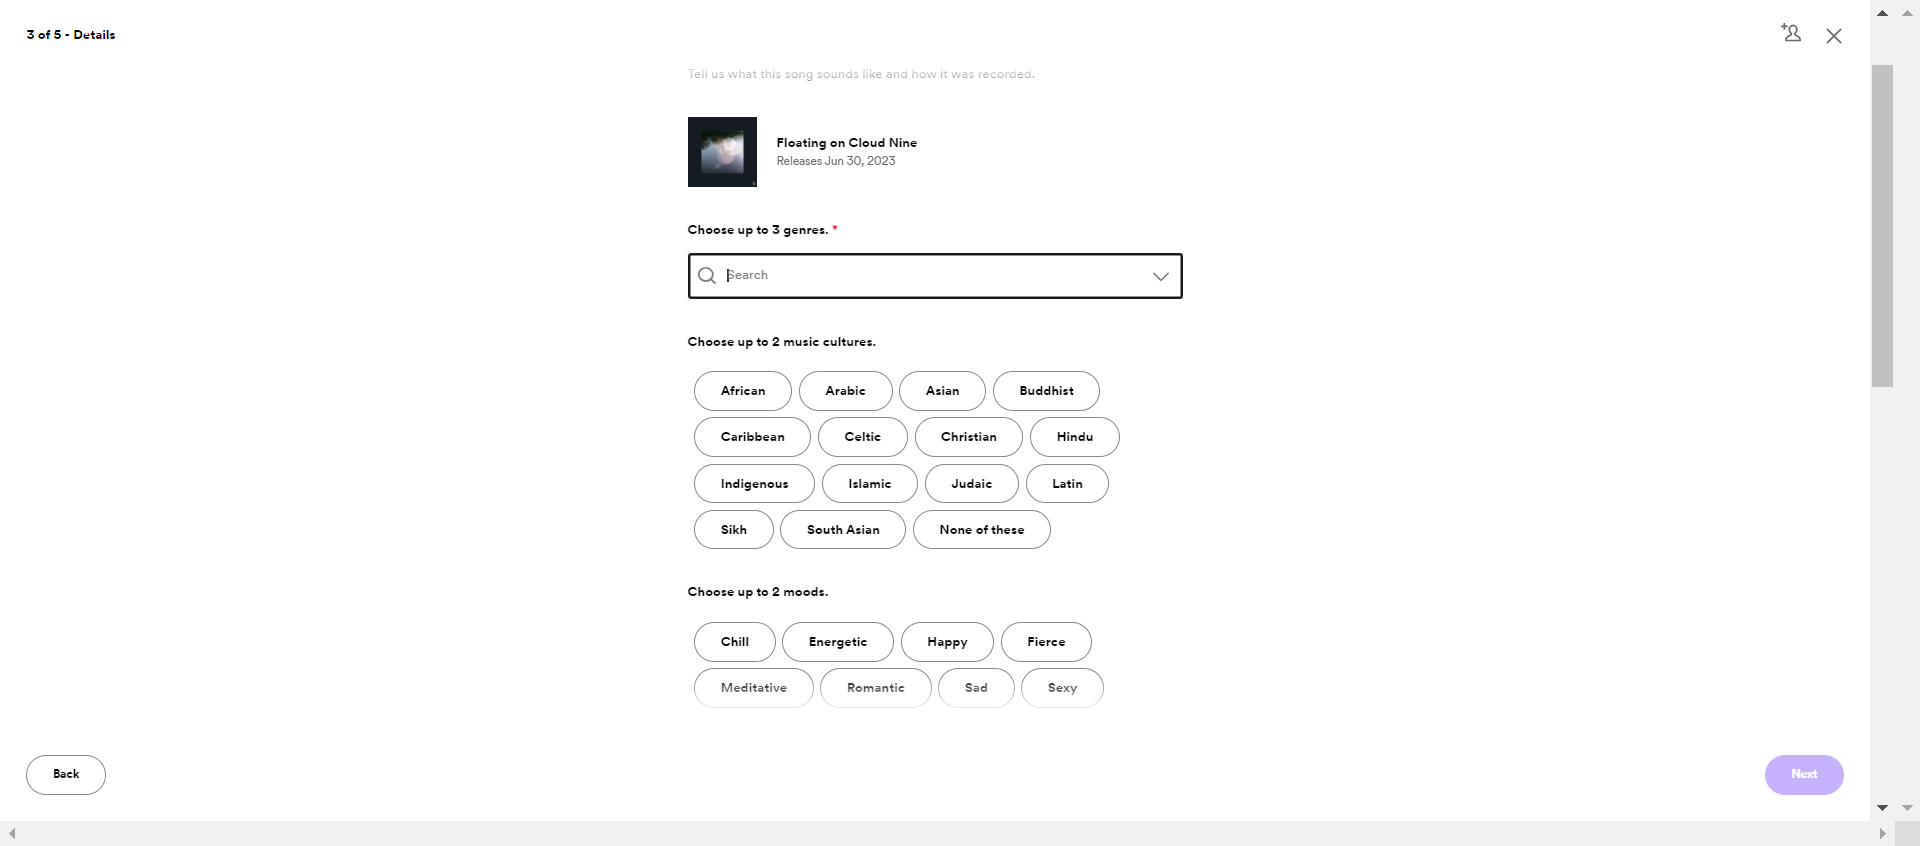 3 of 5 - Details
Tell us what this song sounds like and how it was recorded.
Floating on Cloud Nine
Releases Jun 30, 2023
Choose up to 3 genres. *
Search
Choose up to 2 music cultures.
African Arabic Asian Buddhist
Caribbean Celtic Christian Hindu
Indigenous Islamic Judaic Latin
Sikh South Asian None of these
Choose up to 2 moods.
Chill Energetic Happy Fierce
Meditative Romantic Sad Sexy
Back Next